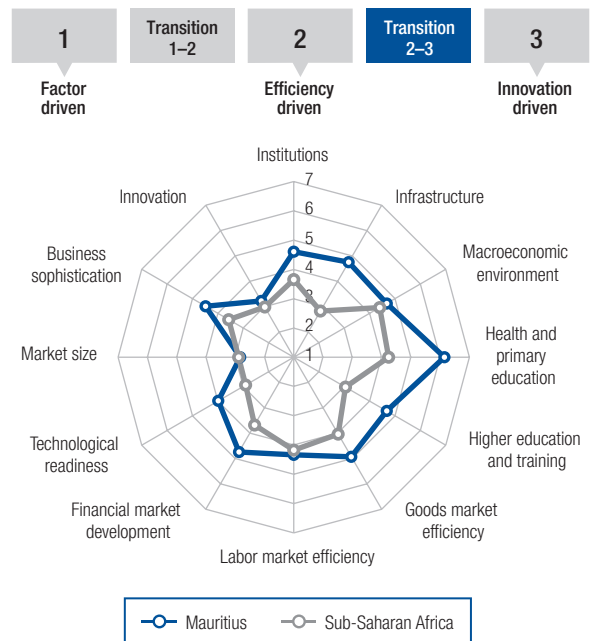 1
Transition
1–2
2
Transition
2–3
3
Factor
driven
Efficiency
driven
Innovation
driven
Institutions
Infrastructure
Macroeconomic
environment
Health and
primary
education
Higher education
and training
Goods market
efficiency
Labor market efficiency
Financial market
development
Technological
readiness
Market size
Business
sophistication
Innovation
7
6
5
4
3
2
1
Mauritius
Sub-Saharan Africa